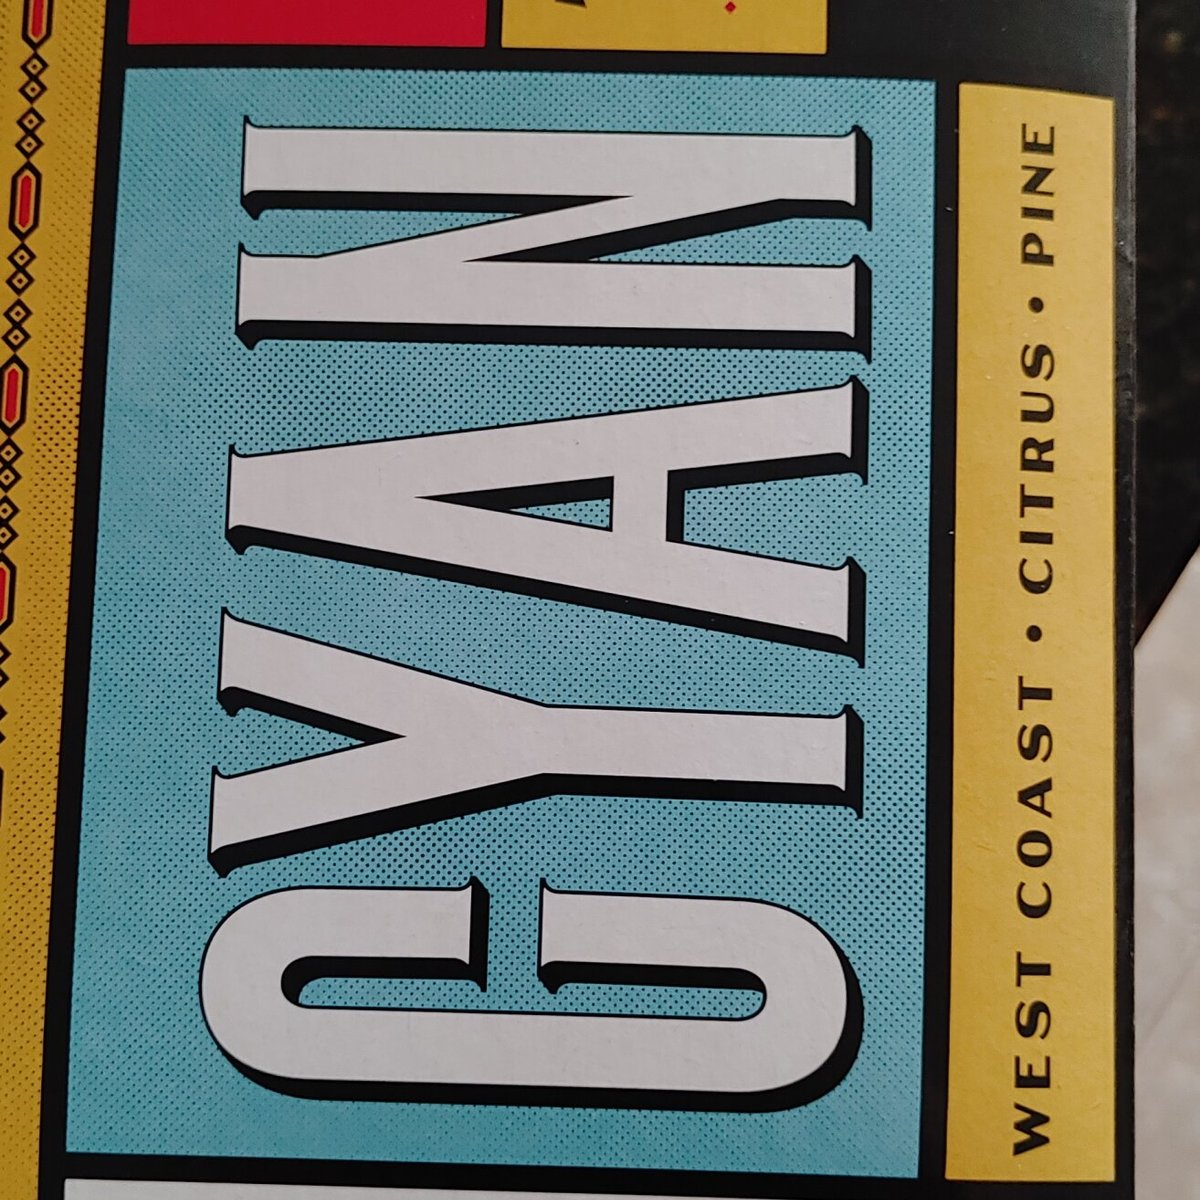 CYAN
WEST COAST • CITRUS • PINE